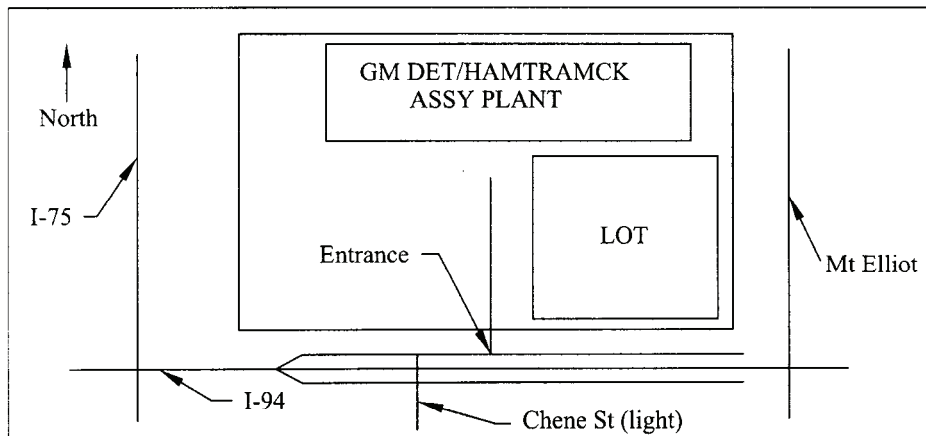 GM DET/HAMTRAMCK
ASSY PLANT
North
I-75
LOT
Entrance
Mt Elliot
I-94
Chene St (light)